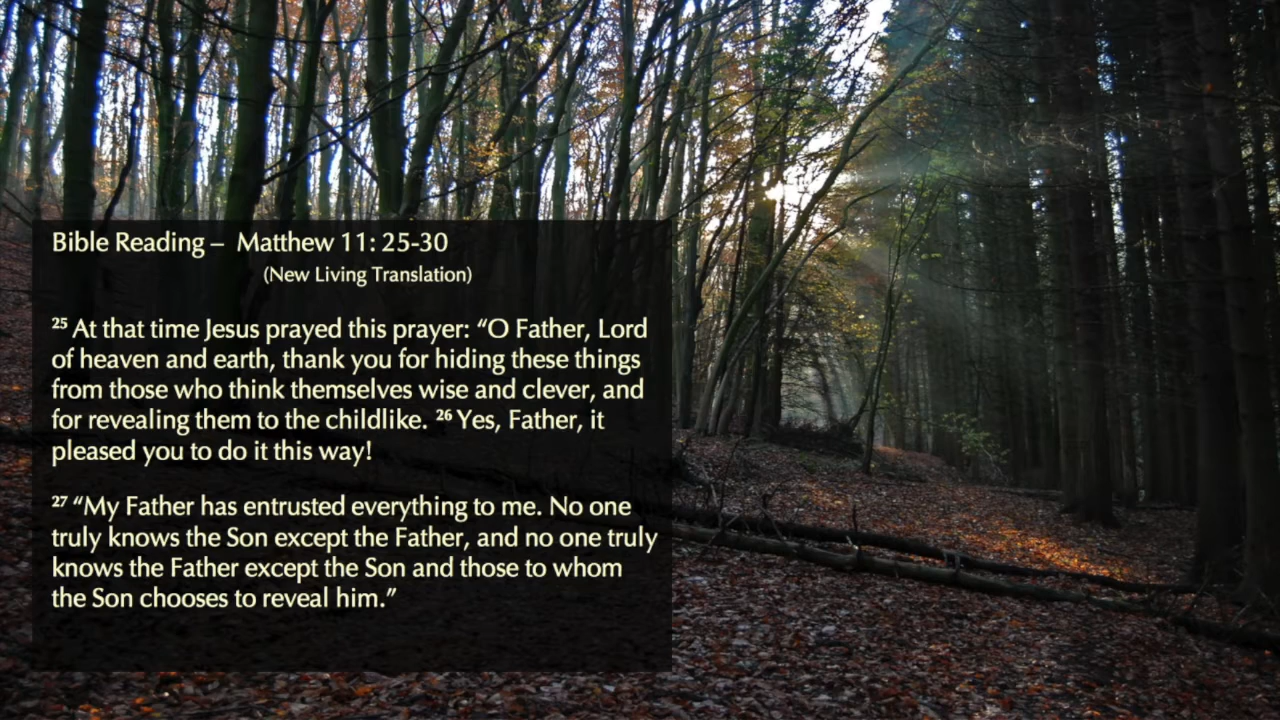 Bible Reading –  Matthew 11: 25-30
(New Living Translation)
25 At that time Jesus prayed this prayer: “O Father, Lord
of heaven and earth, thank you for hiding these things
from those who think themselves wise and clever, and
for revealing them to the childlike. 26 Yes, Father, it
pleased you to do it this way!
27 “My Father has entrusted everything to me. No one
truly knows the Son except the Father, and no one truly
knows the Father except the Son and those to whom
the Son chooses to reveal him.”